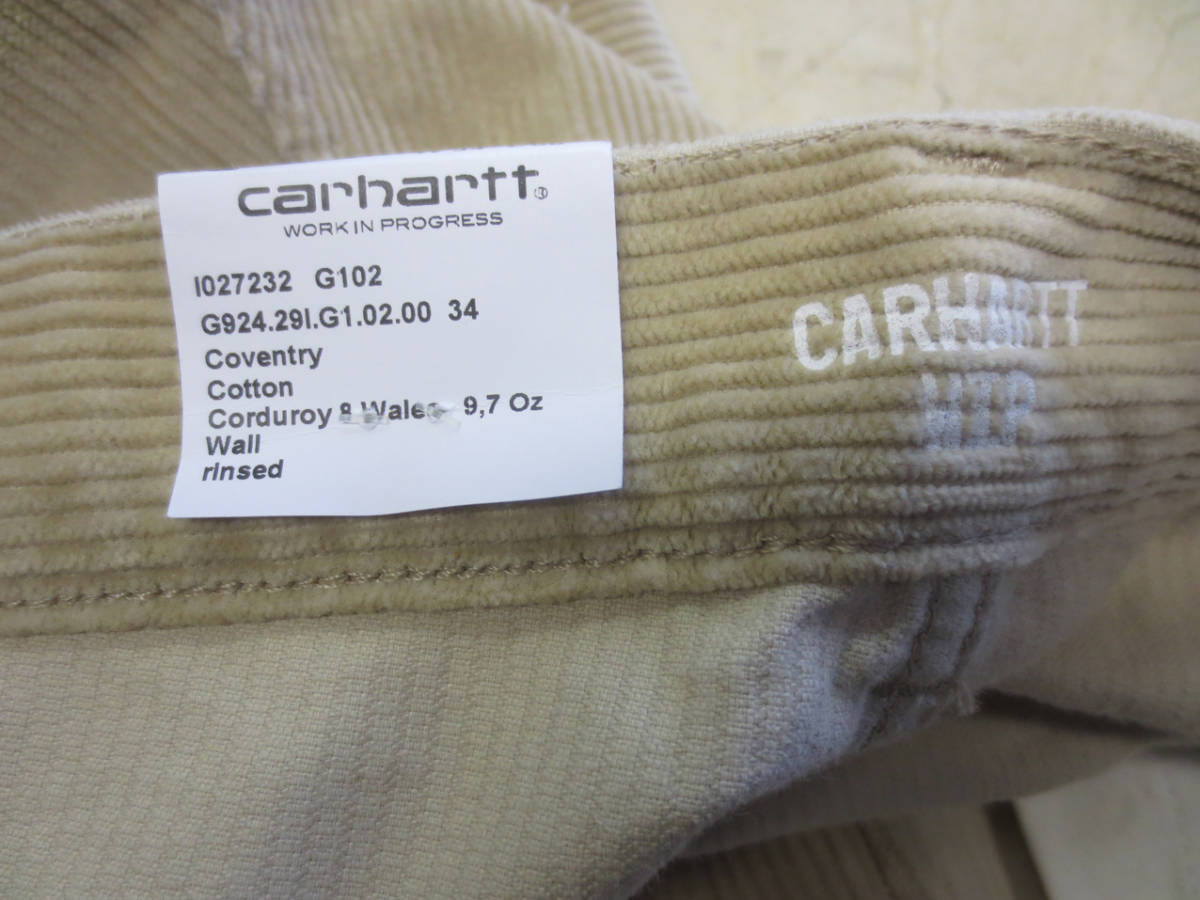 carhartt®
WORK IN PROGRESS
I027232 G102
G924.29I.G1.02.00 34
Coventry
Cotton
Corduroy 8 Wales 9,7 Oz
Wall
rinsed
CARHARTT
WIP